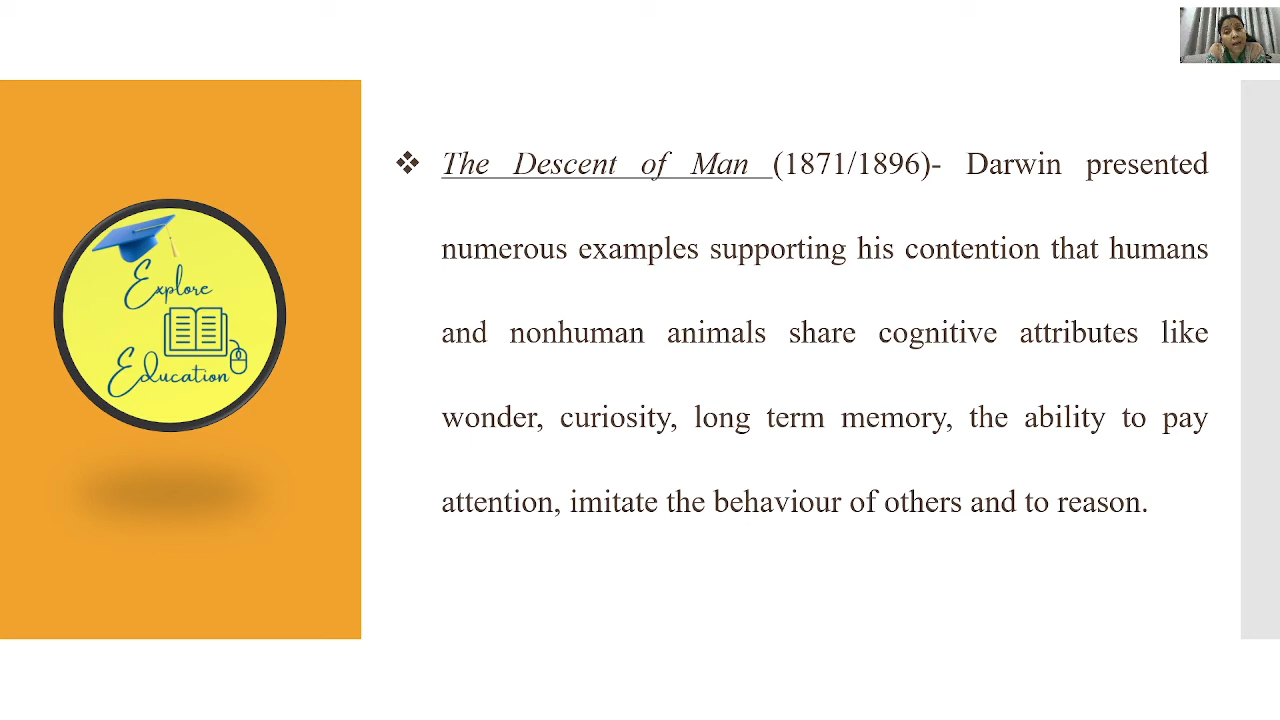 Explore
Education
❖ The Descent of Man (1871/1896)- Darwin presented
numerous examples supporting his contention that humans
and nonhuman animals share cognitive attributes like
wonder, curiosity, long term memory, the ability to pay
attention, imitate the behaviour of others and to reason.